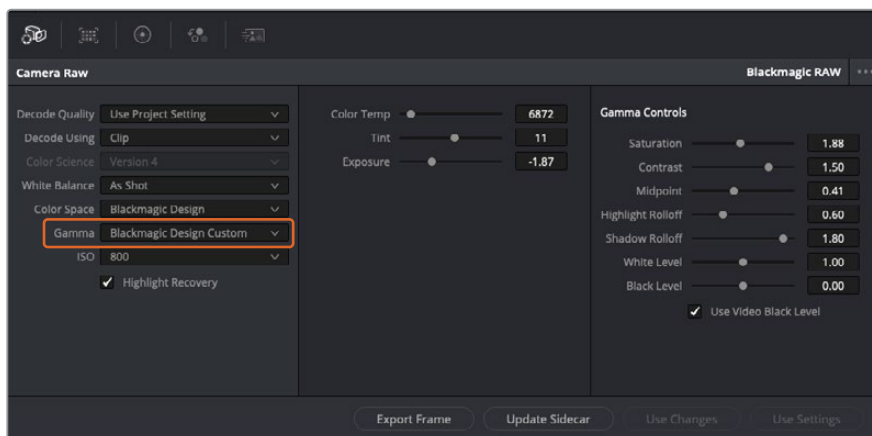 Camera Raw
Blackmagic RAW
Decode Quality Use Project Setting
Decode Using Clip
Color Science Version 4
White Balance As Shot
Color Space Blackmagic Design
Gamma Blackmagic Design Custom
ISO 800
Highlight Recovery
Color Temp 6872
Tint 11
Exposure -1.87
Gamma Controls
Saturation 1.88
Contrast 1.50
Midpoint 0.41
Highlight Rolloff 0.60
Shadow Rolloff 1.80
White Level 1.00
Black Level 0.00
Use Video Black Level
Export Frame
Update Sidecar
Use Changes
Use Settings